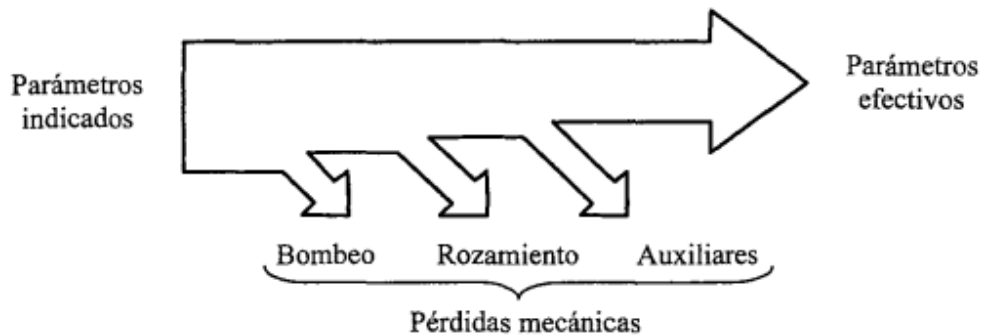 Parámetros
indicados
Parámetros
efectivos
Bombeo Rozamiento Auxiliares
Pérdidas mecánicas